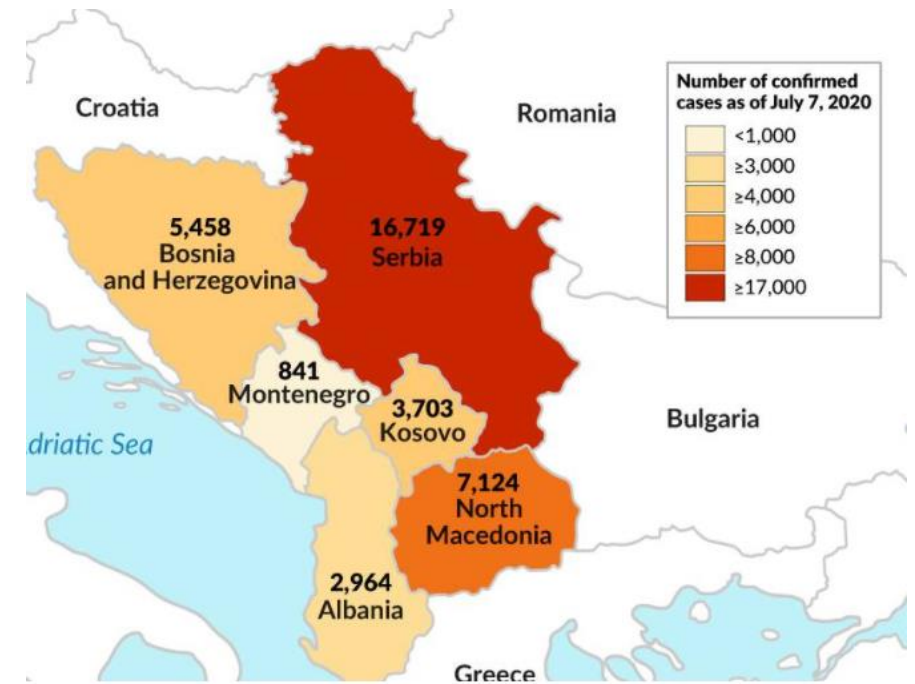 Croatia
Romania
Number of confirmed
cases as of July 7, 2020
<1,000
≥3,000
≥4,000
≥6,000
≥8,000
≥17,000
5,458
Bosnia
and Herzegovina
16,719
Serbia
841
Montenegro
3,703
Kosovo
Bulgaria
driatic Sea
7,124
North
Macedonia
2,964
Albania
Greece